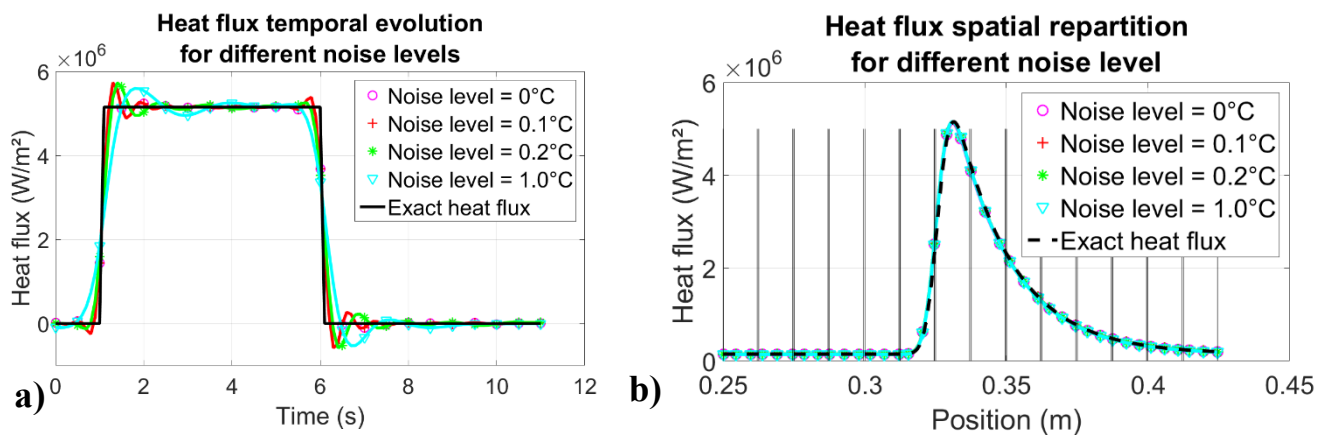 Heat flux temporal evolution
for different noise levels
×10⁶
6
4
2
0
Heat flux (W/m²)
Noise level = 0°C
Noise level = 0.1°C
Noise level = 0.2°C
Noise level = 1.0°C
Exact heat flux
0 2 4 6 8 10 12
Time (s)
a)
Heat flux spatial repartition
for different noise level
×10⁶
6
4
2
0
Heat flux (W/m²)
Noise level = 0°C
Noise level = 0.1°C
Noise level = 0.2°C
Noise level = 1.0°C
Exact heat flux
0.25 0.3 0.35 0.4 0.45
Position (m)
b)